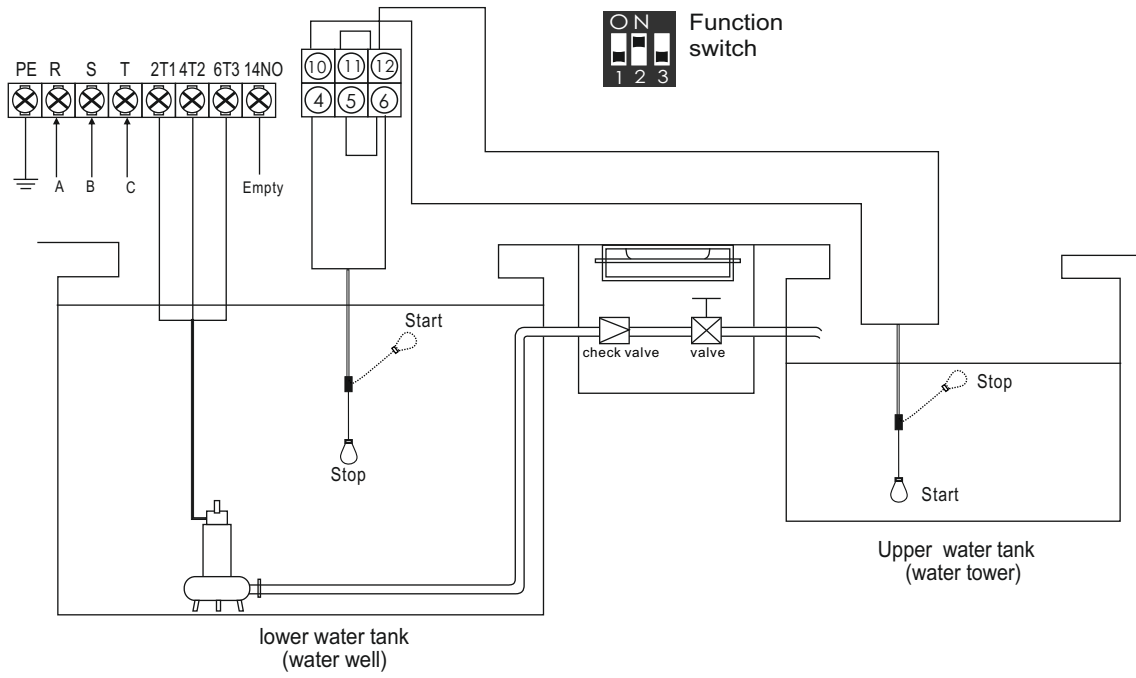 ON
1 2 3
Function
switch
PE R S T 2T1 4T2 6T3 14NO
10 11 12
4 5 6
A B C Empty
Start
Stop
check valve
valve
Stop
Start
lower water tank
(water well)
Upper water tank
(water tower)